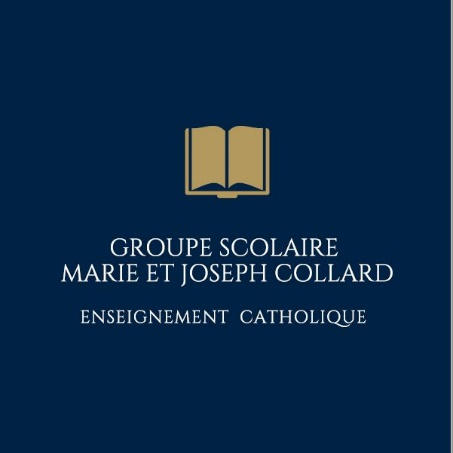 GROUPE SCOLAIRE
MARIE ET JOSEPH COLLARD
ENSEIGNEMENT CATHOLIQUE